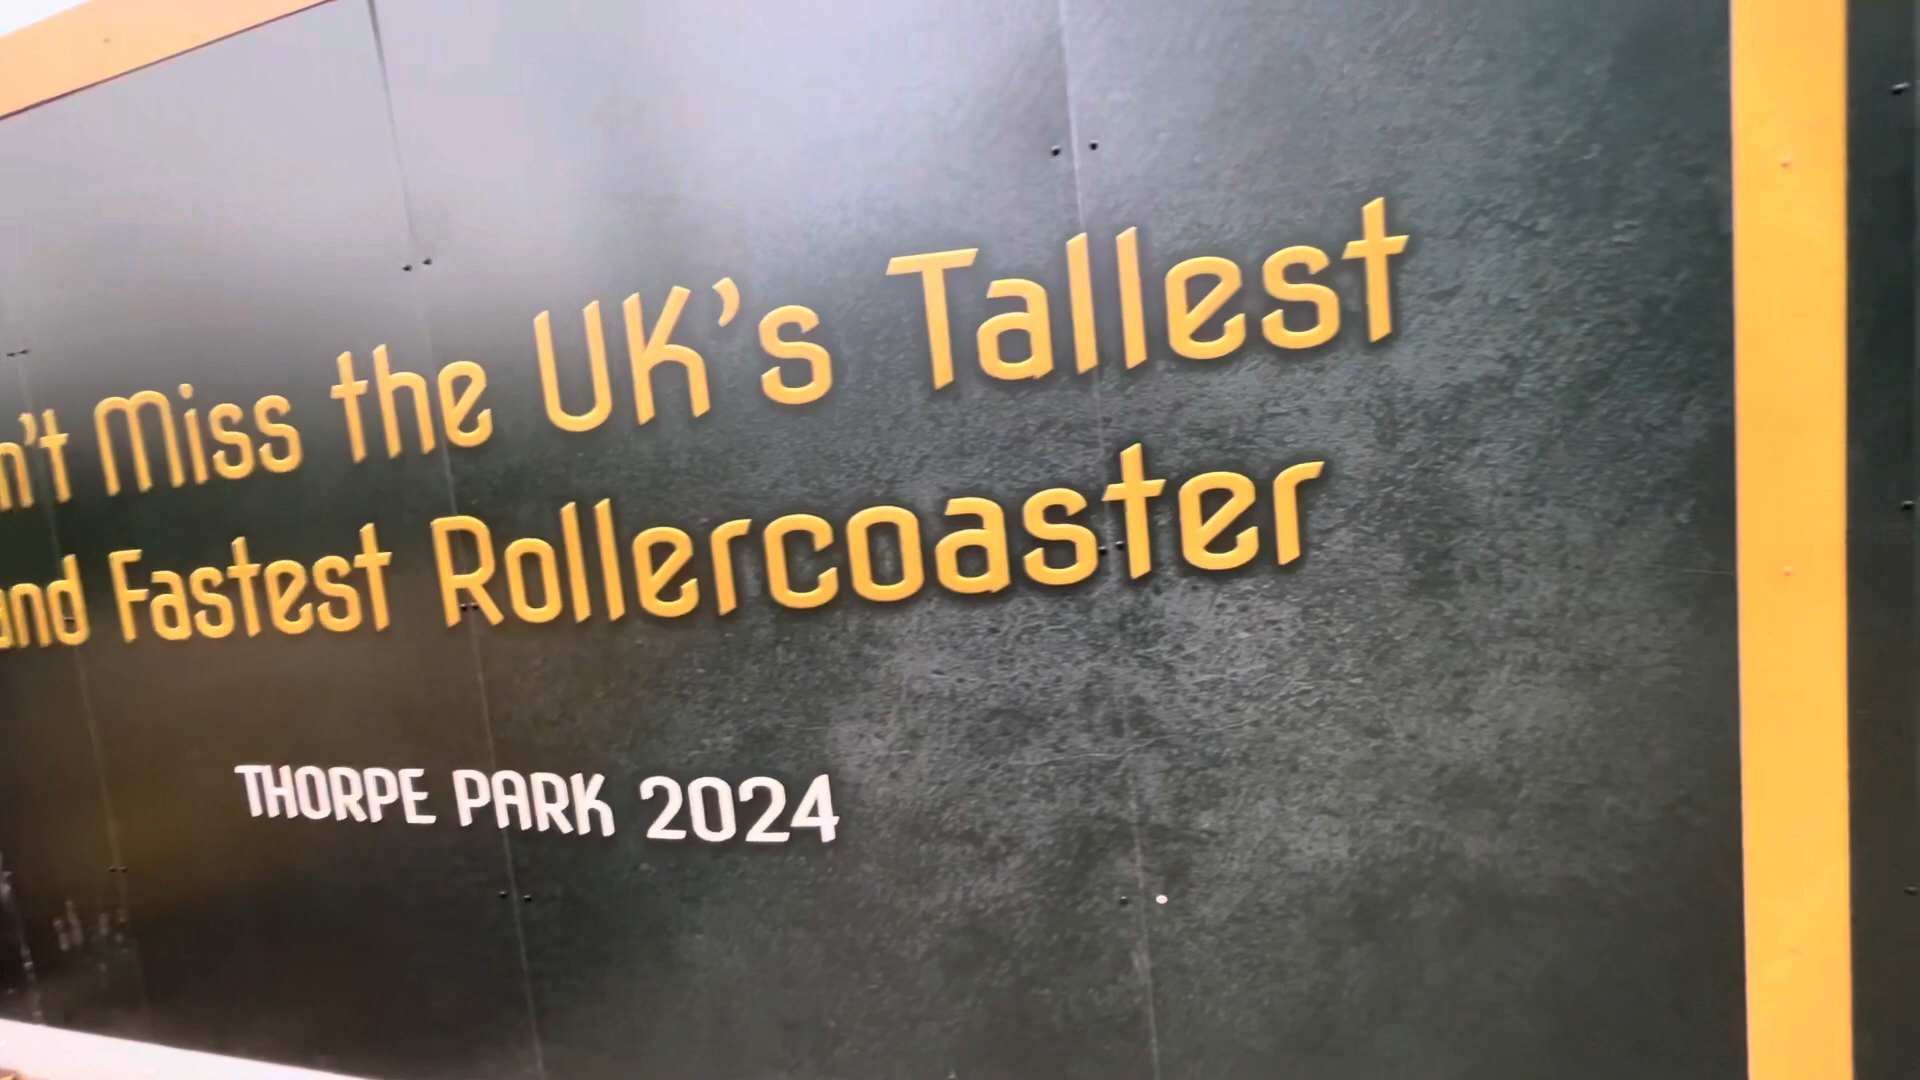 n't Miss the UK's Tallest
and Fastest Rollercoaster
THORPE PARK 2024